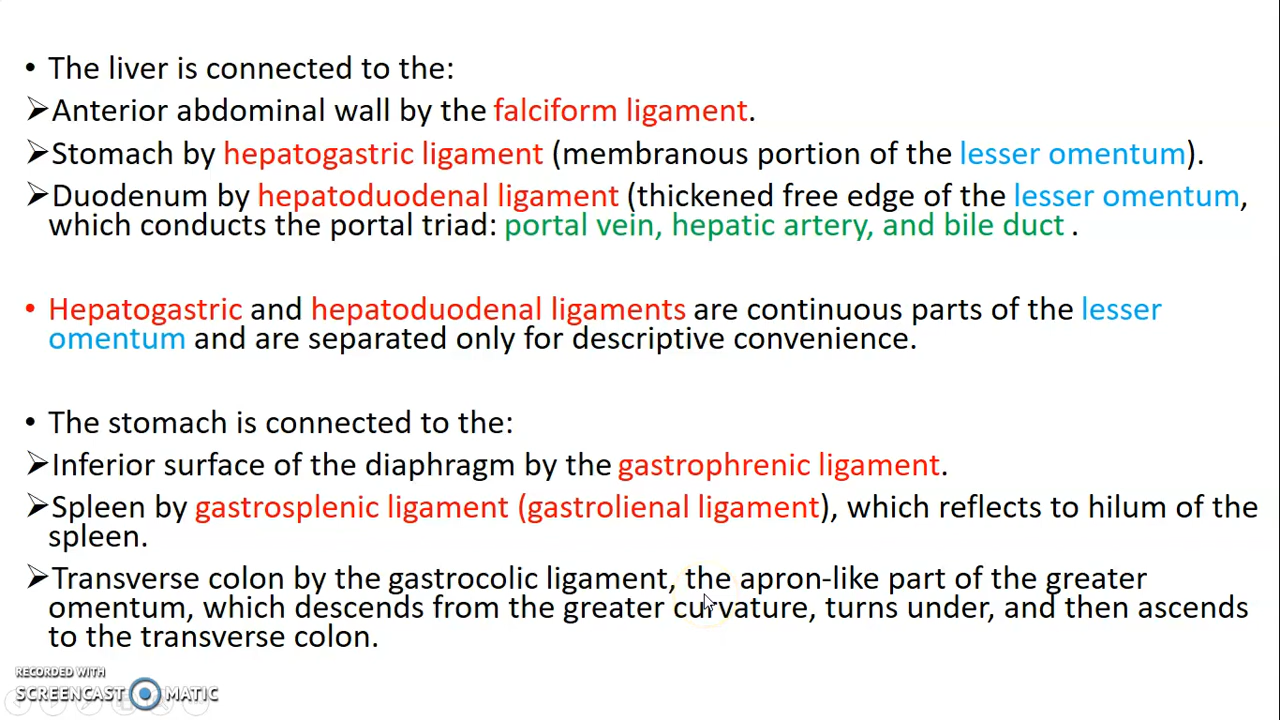 • The liver is connected to the:
➢Anterior abdominal wall by the falciform ligament.
➢Stomach by hepatogastric ligament (membranous portion of the lesser omentum).
➢Duodenum by hepatoduodenal ligament (thickened free edge of the lesser omentum,
which conducts the portal triad: portal vein, hepatic artery, and bile duct .
• Hepatogastric and hepatoduodenal ligaments are continuous parts of the lesser
omentum and are separated only for descriptive convenience.
• The stomach is connected to the:
➢Inferior surface of the diaphragm by the gastrophrenic ligament.
➢Spleen by gastrosplenic ligament (gastrolienal ligament), which reflects to hilum of the
spleen.
➢Transverse colon by the gastrocolic ligament, the apron-like part of the greater
omentum, which descends from the greater curvature, turns under, and then ascends
to the transverse colon.
RECORDED WITH
SCREENCAST MATIC